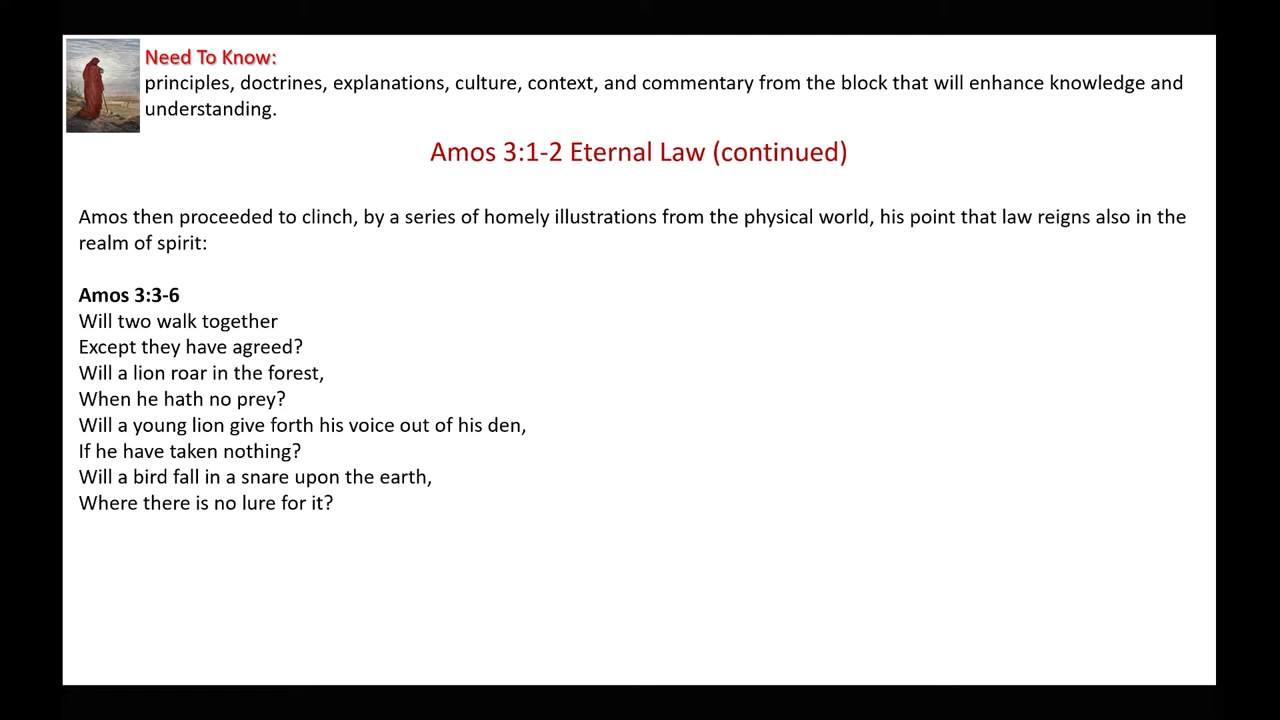 Need To Know:
principles, doctrines, explanations, culture, context, and commentary from the block that will enhance knowledge and
understanding.
Amos 3:1-2 Eternal Law (continued)
Amos then proceeded to clinch, by a series of homely illustrations from the physical world, his point that law reigns also in the
realm of spirit:
Amos 3:3-6
Will two walk together
Except they have agreed?
Will a lion roar in the forest,
When he hath no prey?
Will a young lion give forth his voice out of his den,
If he have taken nothing?
Will a bird fall in a snare upon the earth,
Where there is no lure for it?